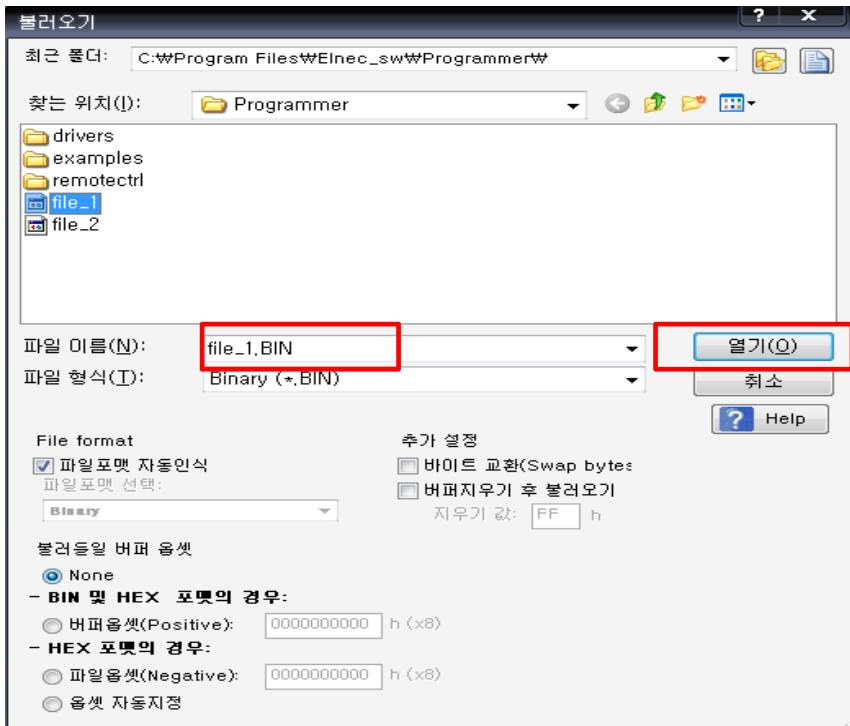 불러오기
최근 폴더: C:₩Program Files₩Elnec_sw₩Programmer₩
찾는 위치(I): Programmer
drivers
examples
remotectrl
file_1
file_2
파일 이름(N): file_1.BIN 열기(O)
파일 형식(T): Binary (*.BIN) 취소
? Help
File format 추가 설정
파일포맷 자동인식 바이트 교환(Swap bytes
파일포맷 선택: 버퍼지우기 후 불러오기
Binary 지우기 값: FF h
불러들일 버퍼 옵셋
None
- BIN 및 HEX 포맷의 경우:
버퍼옵셋(Positive): 0000000000 h (x8)
- HEX 포맷의 경우:
파일옵셋(Negative): 0000000000 h (x8)
옵셋 자동지정